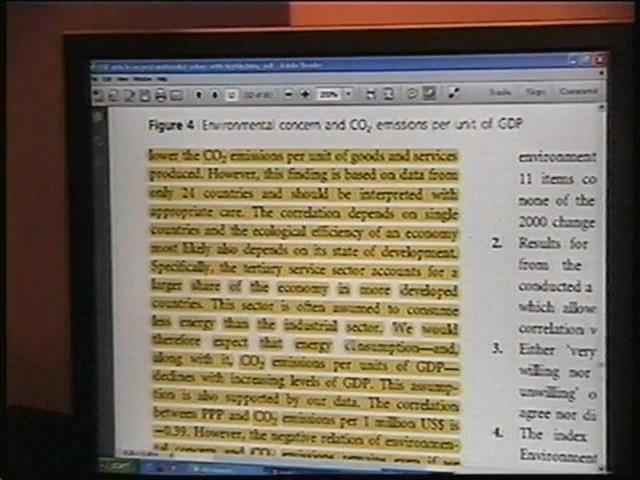 Figure 4 | Environmental concern and CO2 emissions per unit of GDP
lower the CO2 emissions per unit of goods and services
produced. However, this finding is based on data from
only 24 countries and should be interpreted with
appropriate care. The correlation depends on single
countries and the ecological efficiency of an economy
most likely also depends on its state of development.
Specifically, the tertiary service sector accounts for a
larger share of the economy in more developed
countries. This sector is often assumed to consume
less energy than the industrial sector. We would
therefore expect that energy consumption—and,
along with it, CO2 emissions per units of GDP—
declines with increasing levels of GDP. This assump-
tion is also supported by our data. The correlation
between PPP and CO2 emissions per 1 million US$ is
−0.39. However, the negative relation of environmen-
tal concern and CO2 emissions remains even if we
environment
11 items co
none of the
2000 change
2. Results for
from the
conducted a
which allow
correlation v
3. Either 'very
willing nor
unwilling' o
agree nor di
4. The index
Environment